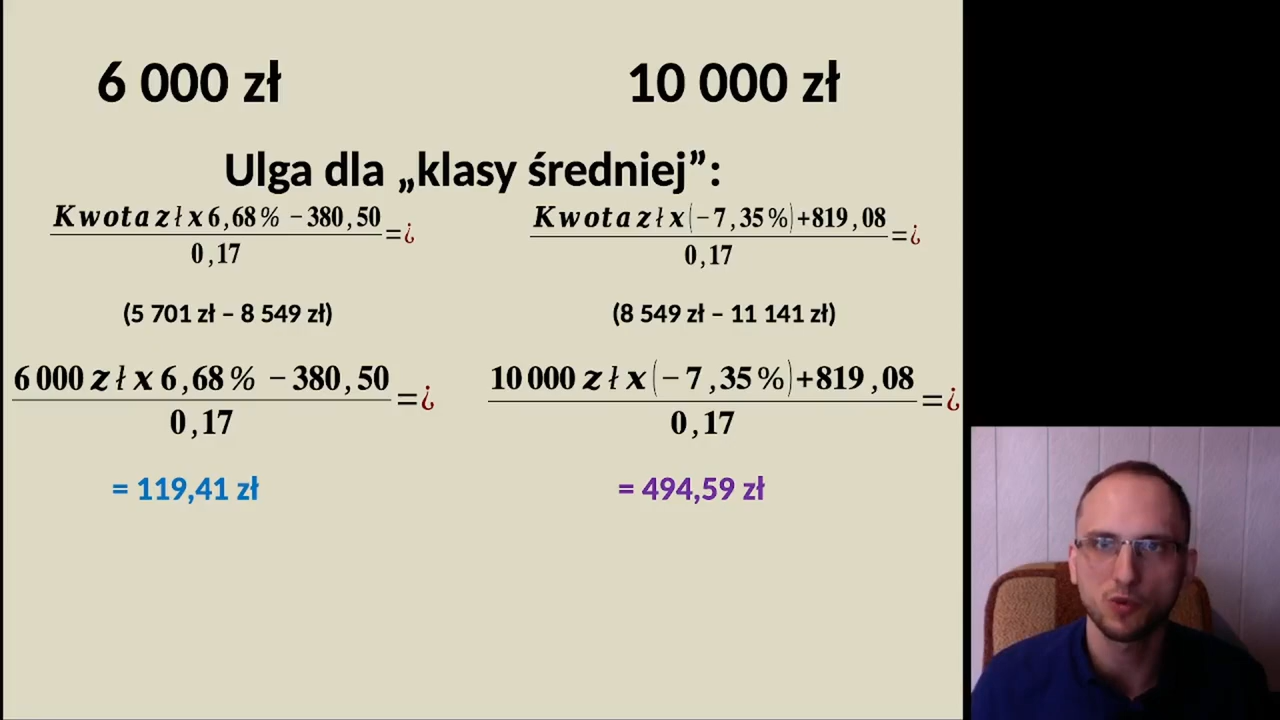 6 000 zł
10 000 zł
Ulga dla „klasy średniej”:
Kwota zł x 6,68% − 380,50
0,17
=¿
Kwota zł x (−7,35%)+819,08
0,17
=¿
(5 701 zł – 8 549 zł)
(8 549 zł – 11 141 zł)
6 000 zł x 6,68% − 380,50
0,17
=¿
10 000 zł x (−7,35%)+819,08
0,17
=¿
= 119,41 zł
= 494,59 zł